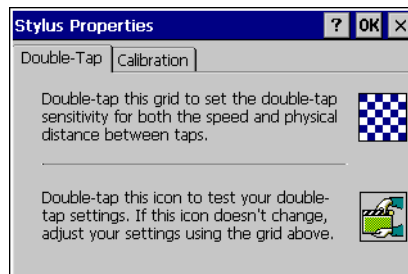 Stylus Properties ? OK ×
Double-Tap Calibration
Double-tap this grid to set the double-tap
sensitivity for both the speed and physical
distance between taps.
Double-tap this icon to test your double-
tap settings. If this icon doesn't change,
adjust your settings using the grid above.